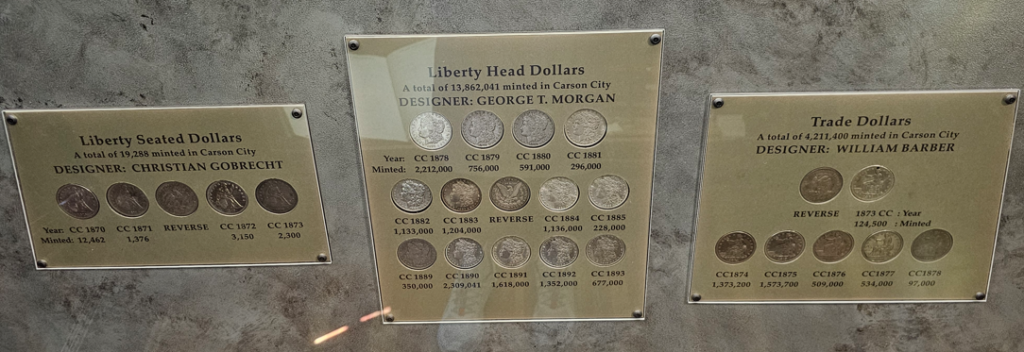 Liberty Seated Dollars
A total of 19,288 minted in Carson City
DESIGNER: CHRISTIAN GOBRECHT
Year: CC 1870 CC 1871 REVERSE CC 1872 CC 1873
Minted: 12,462 1,376 3,150 2,300
Liberty Head Dollars
A total of 13,862,041 minted in Carson City
DESIGNER: GEORGE T. MORGAN
Year: CC 1878 CC 1879 CC 1880 CC 1881
Minted: 2,212,000 756,000 591,000 296,000
CC 1882 CC 1883 REVERSE CC 1884 CC 1885
1,133,000 1,204,000 1,136,000 228,000
CC 1889 CC 1890 CC 1891 CC 1892 CC 1893
350,000 2,309,041 1,618,000 1,352,000 677,000
Trade Dollars
A total of 4,211,400 minted in Carson City
DESIGNER: WILLIAM BARBER
REVERSE 1873 CC : Year
124,500 : Minted
CC1874 CC1875 CC1876 CC1877 CC1878
1,373,200 1,573,700 509,000 534,000 97,000